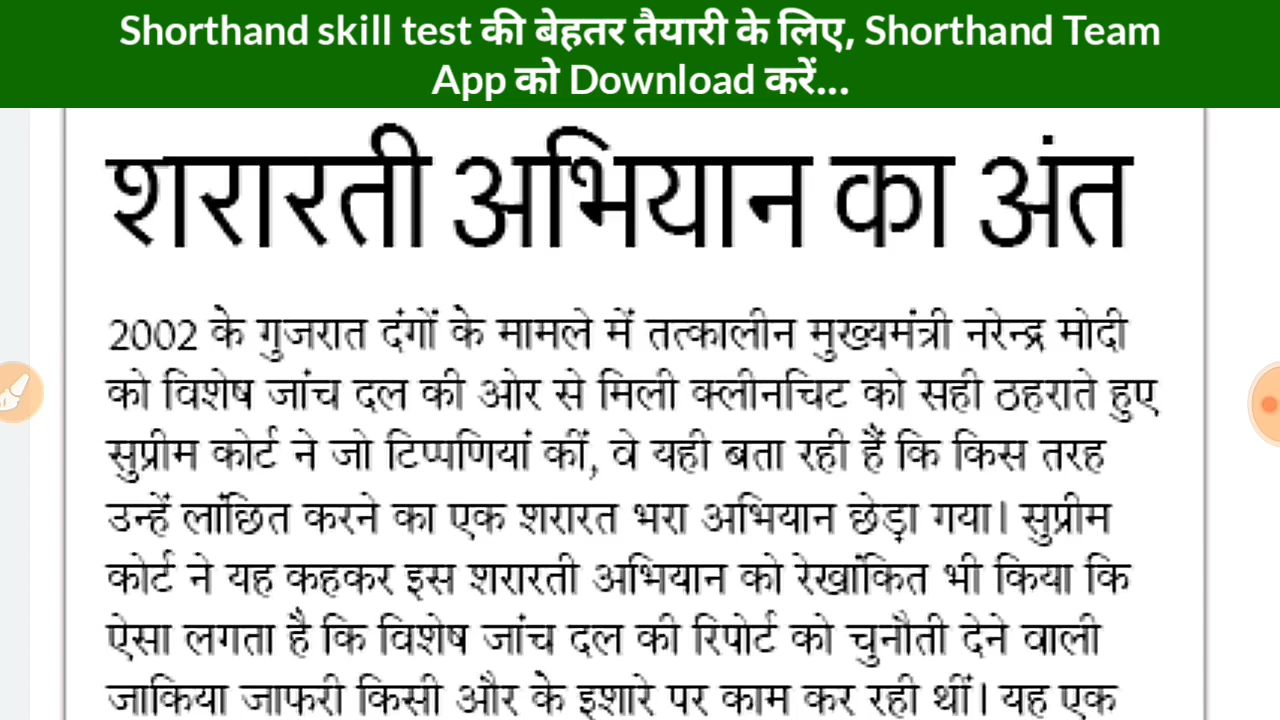 Shorthand skill test की बेहतर तैयारी के लिए, Shorthand Team
App को Download करें...
शरारती अभियान का अंत
2002 के गुजरात दंगों के मामले में तत्कालीन मुख्यमंत्री नरेन्द्र मोदी
को विशेष जांच दल की ओर से मिली क्लीनचिट को सही ठहराते हुए
सुप्रीम कोर्ट ने जो टिप्पणियां कीं, वे यही बता रही हैं कि किस तरह
उन्हें लांछित करने का एक शरारत भरा अभियान छेड़ा गया। सुप्रीम
कोर्ट ने यह कहकर इस शरारती अभियान को रेखांकित भी किया कि
ऐसा लगता है कि विशेष जांच दल की रिपोर्ट को चुनौती देने वाली
जाकिया जाफरी किसी और के इशारे पर काम कर रही थीं। यह एक